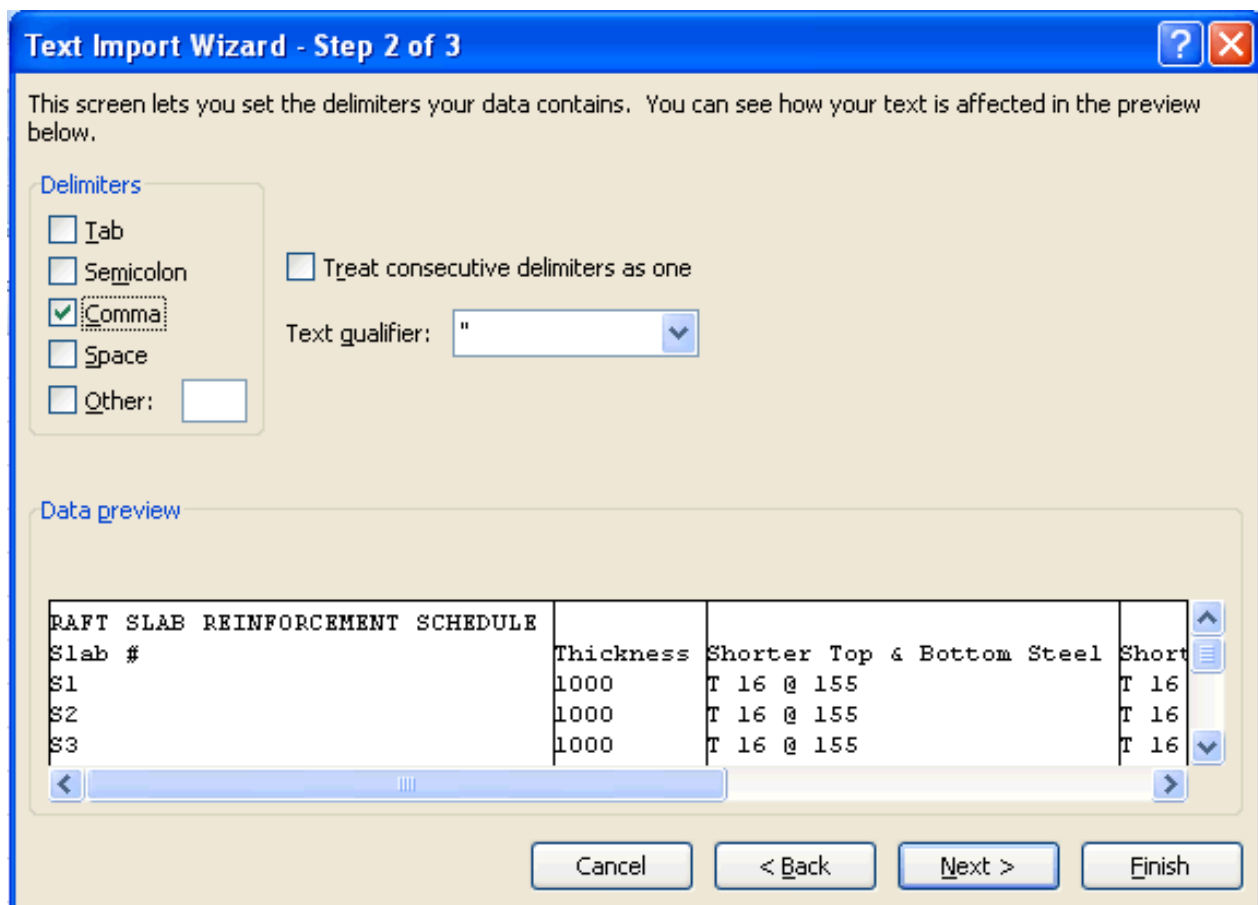 Text Import Wizard - Step 2 of 3
This screen lets you set the delimiters your data contains. You can see how your text is affected in the preview
below.
Delimiters
Tab
Semicolon
Comma
Space
Other:
Treat consecutive delimiters as one
Text qualifier: "
Data preview
RAFT SLAB REINFORCEMENT SCHEDULE
Slab # Thickness Shorter Top & Bottom Steel Short
S1 1000 T 16 @ 155 T 16
S2 1000 T 16 @ 155 T 16
S3 1000 T 16 @ 155 T 16
Cancel < Back Next > Finish